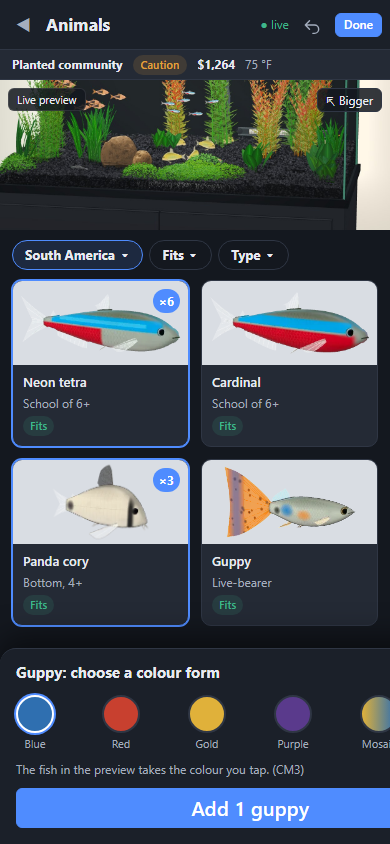 Animals
live
Done
Planted community
Caution
$1,264
75 °F
Live preview
Bigger
South America
Fits
Type
×6
Neon tetra
School of 6+
Fits
Cardinal
School of 6+
Fits
×3
Panda cory
Bottom, 4+
Fits
Guppy
Live-bearer
Fits
Guppy: choose a colour form
Blue
Red
Gold
Purple
Mosai
The fish in the preview takes the colour you tap. (CM3)
Add 1 guppy